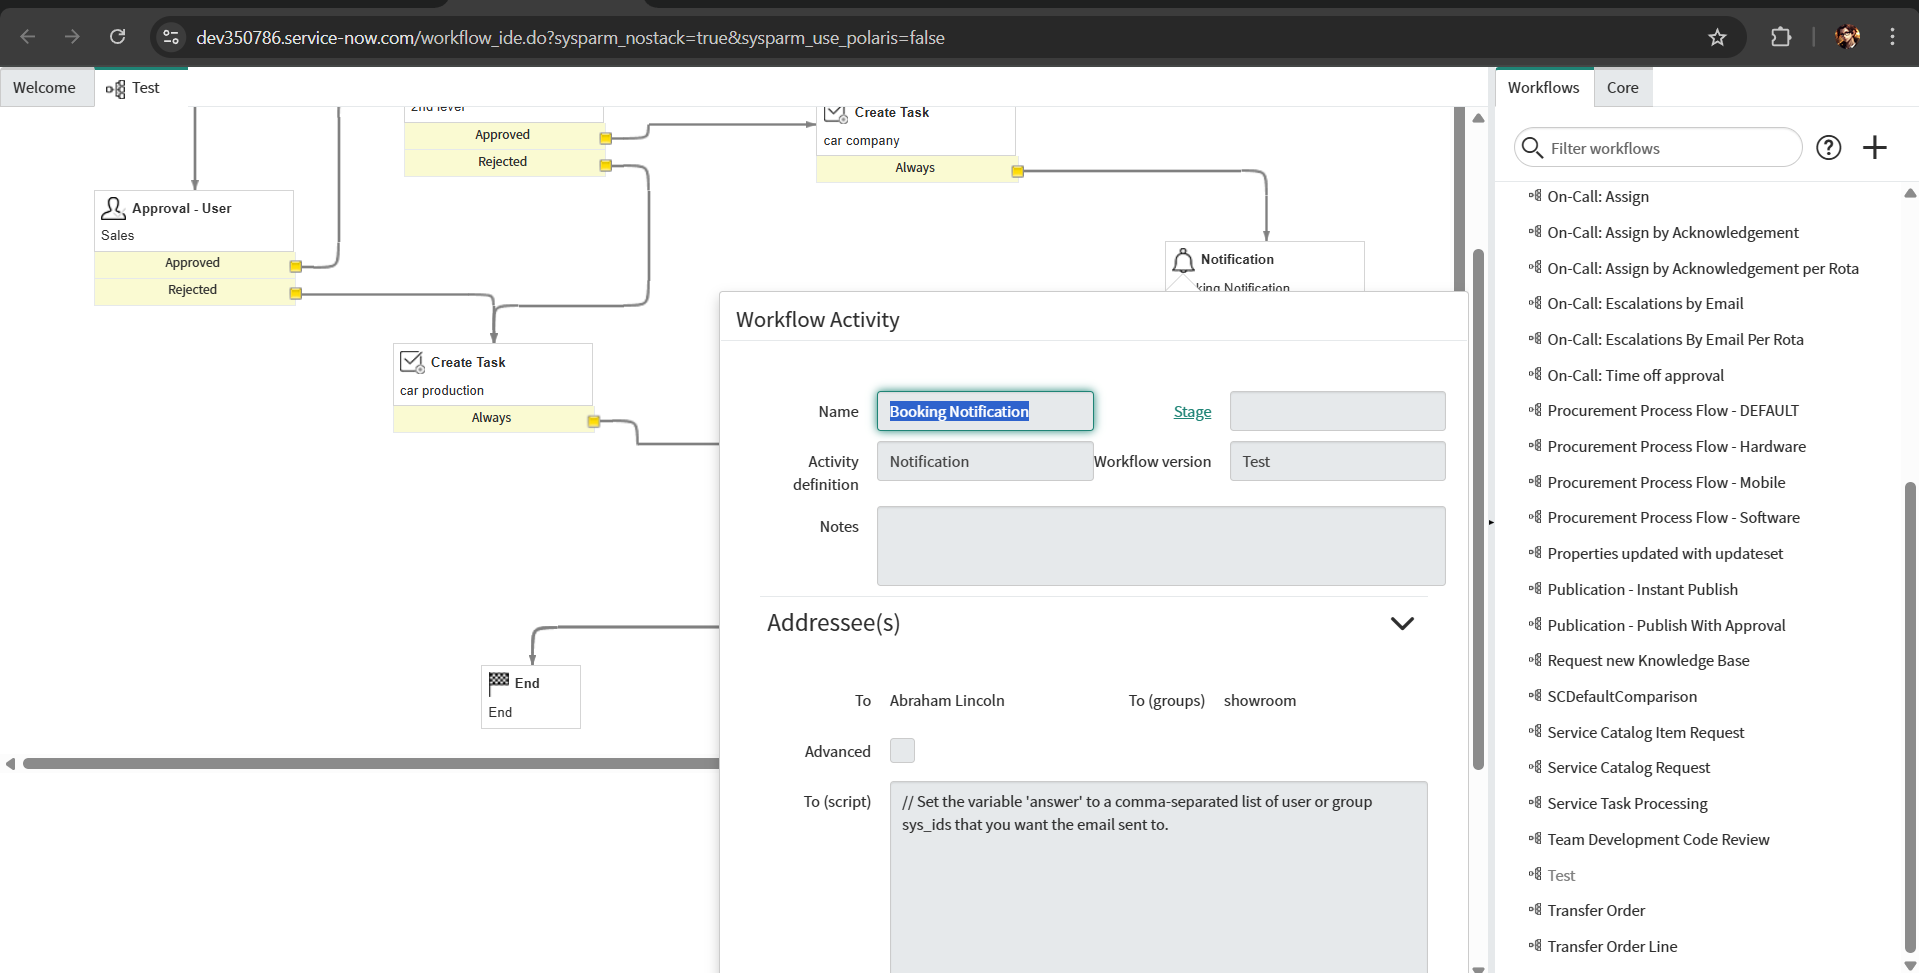 dev350786.service-now.com/workflow_ide.do?sysparm_nostack=true&sysparm_use_polaris=false
Welcome
Test
Workflows
Core
2nd level
Approved
Rejected
Create Task
car company
Always
Approval - User
Sales
Approved
Rejected
Notification
king Notification
Create Task
car production
Always
End
End
Workflow Activity
Name
Booking Notification
Stage
Activity definition
Notification
Workflow version
Test
Notes
Addressee(s)
To
Abraham Lincoln
To (groups)
showroom
Advanced
To (script)
// Set the variable 'answer' to a comma-separated list of user or group
sys_ids that you want the email sent to.
Filter workflows
On-Call: Assign
On-Call: Assign by Acknowledgement
On-Call: Assign by Acknowledgement per Rota
On-Call: Escalations by Email
On-Call: Escalations By Email Per Rota
On-Call: Time off approval
Procurement Process Flow - DEFAULT
Procurement Process Flow - Hardware
Procurement Process Flow - Mobile
Procurement Process Flow - Software
Properties updated with updateset
Publication - Instant Publish
Publication - Publish With Approval
Request new Knowledge Base
SCDefaultComparison
Service Catalog Item Request
Service Catalog Request
Service Task Processing
Team Development Code Review
Test
Transfer Order
Transfer Order Line